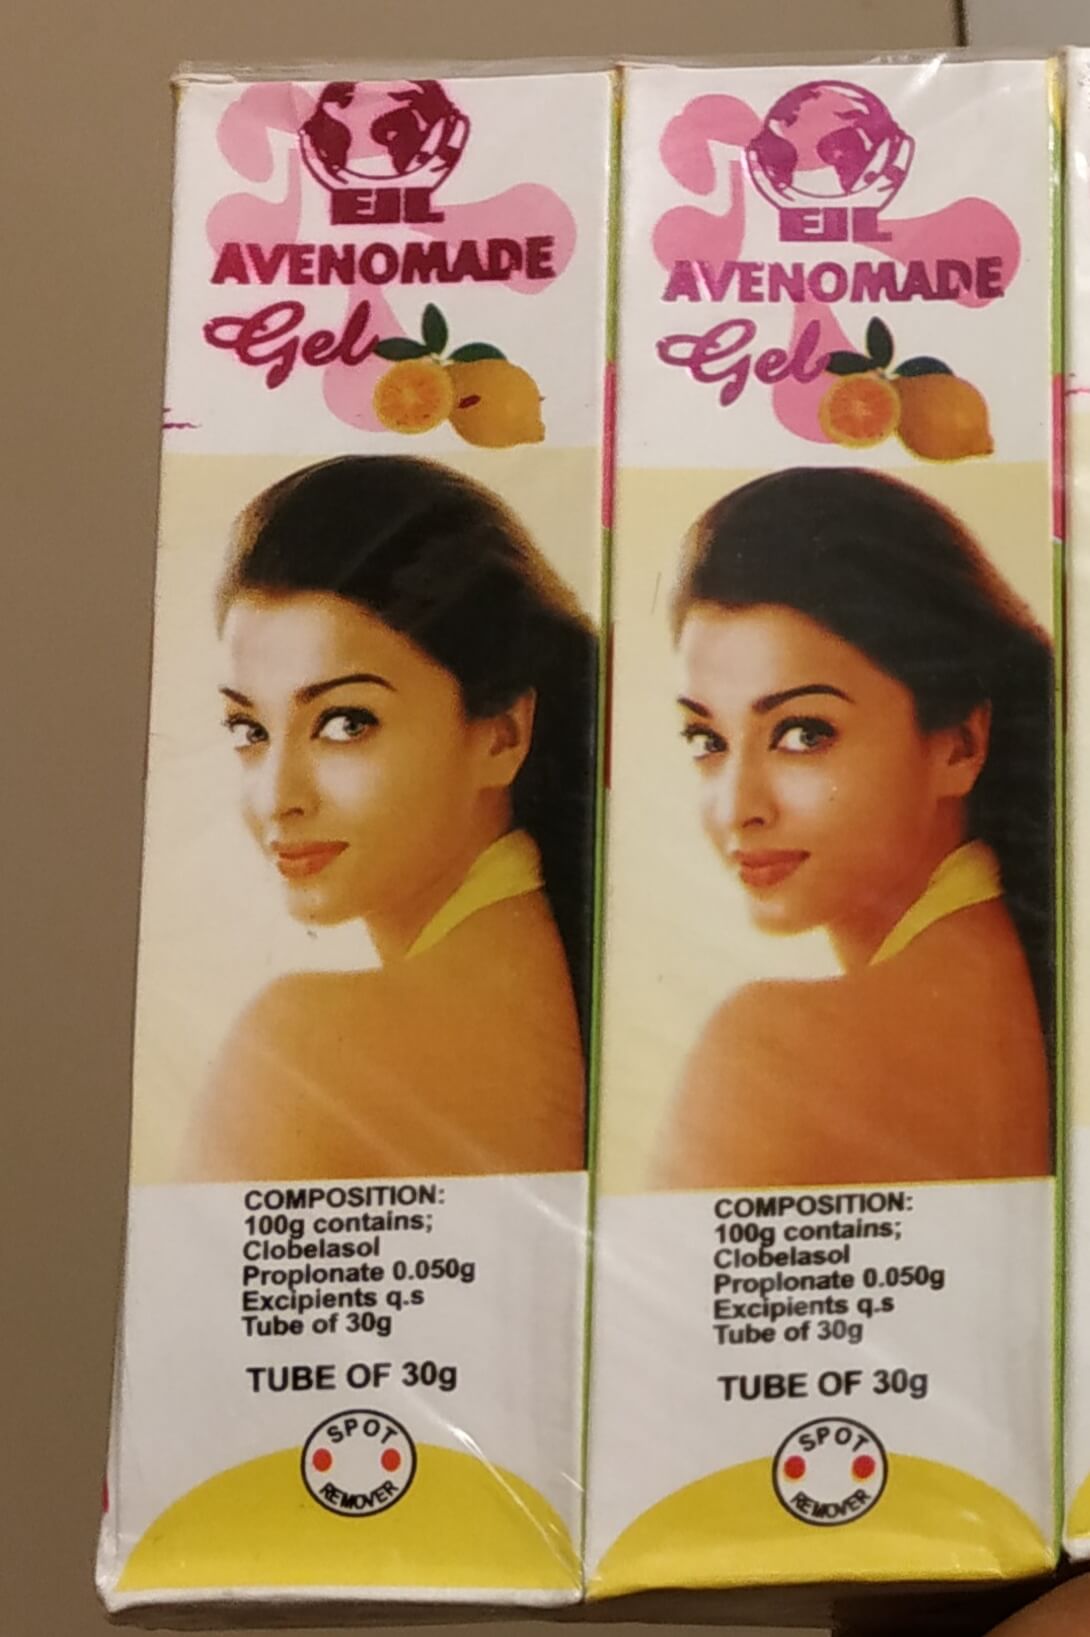 EIL
AVENOMADE
Gel
COMPOSITION:
100g contains;
Clobelasol
Proplonate 0.050g
Excipients q.s
Tube of 30g
TUBE OF 30g
SPOT
REMOVER
EIL
AVENOMADE
Gel
COMPOSITION:
100g contains;
Clobelasol
Proplonate 0.050g
Excipients q.s
Tube of 30g
TUBE OF 30g
SPOT
REMOVER